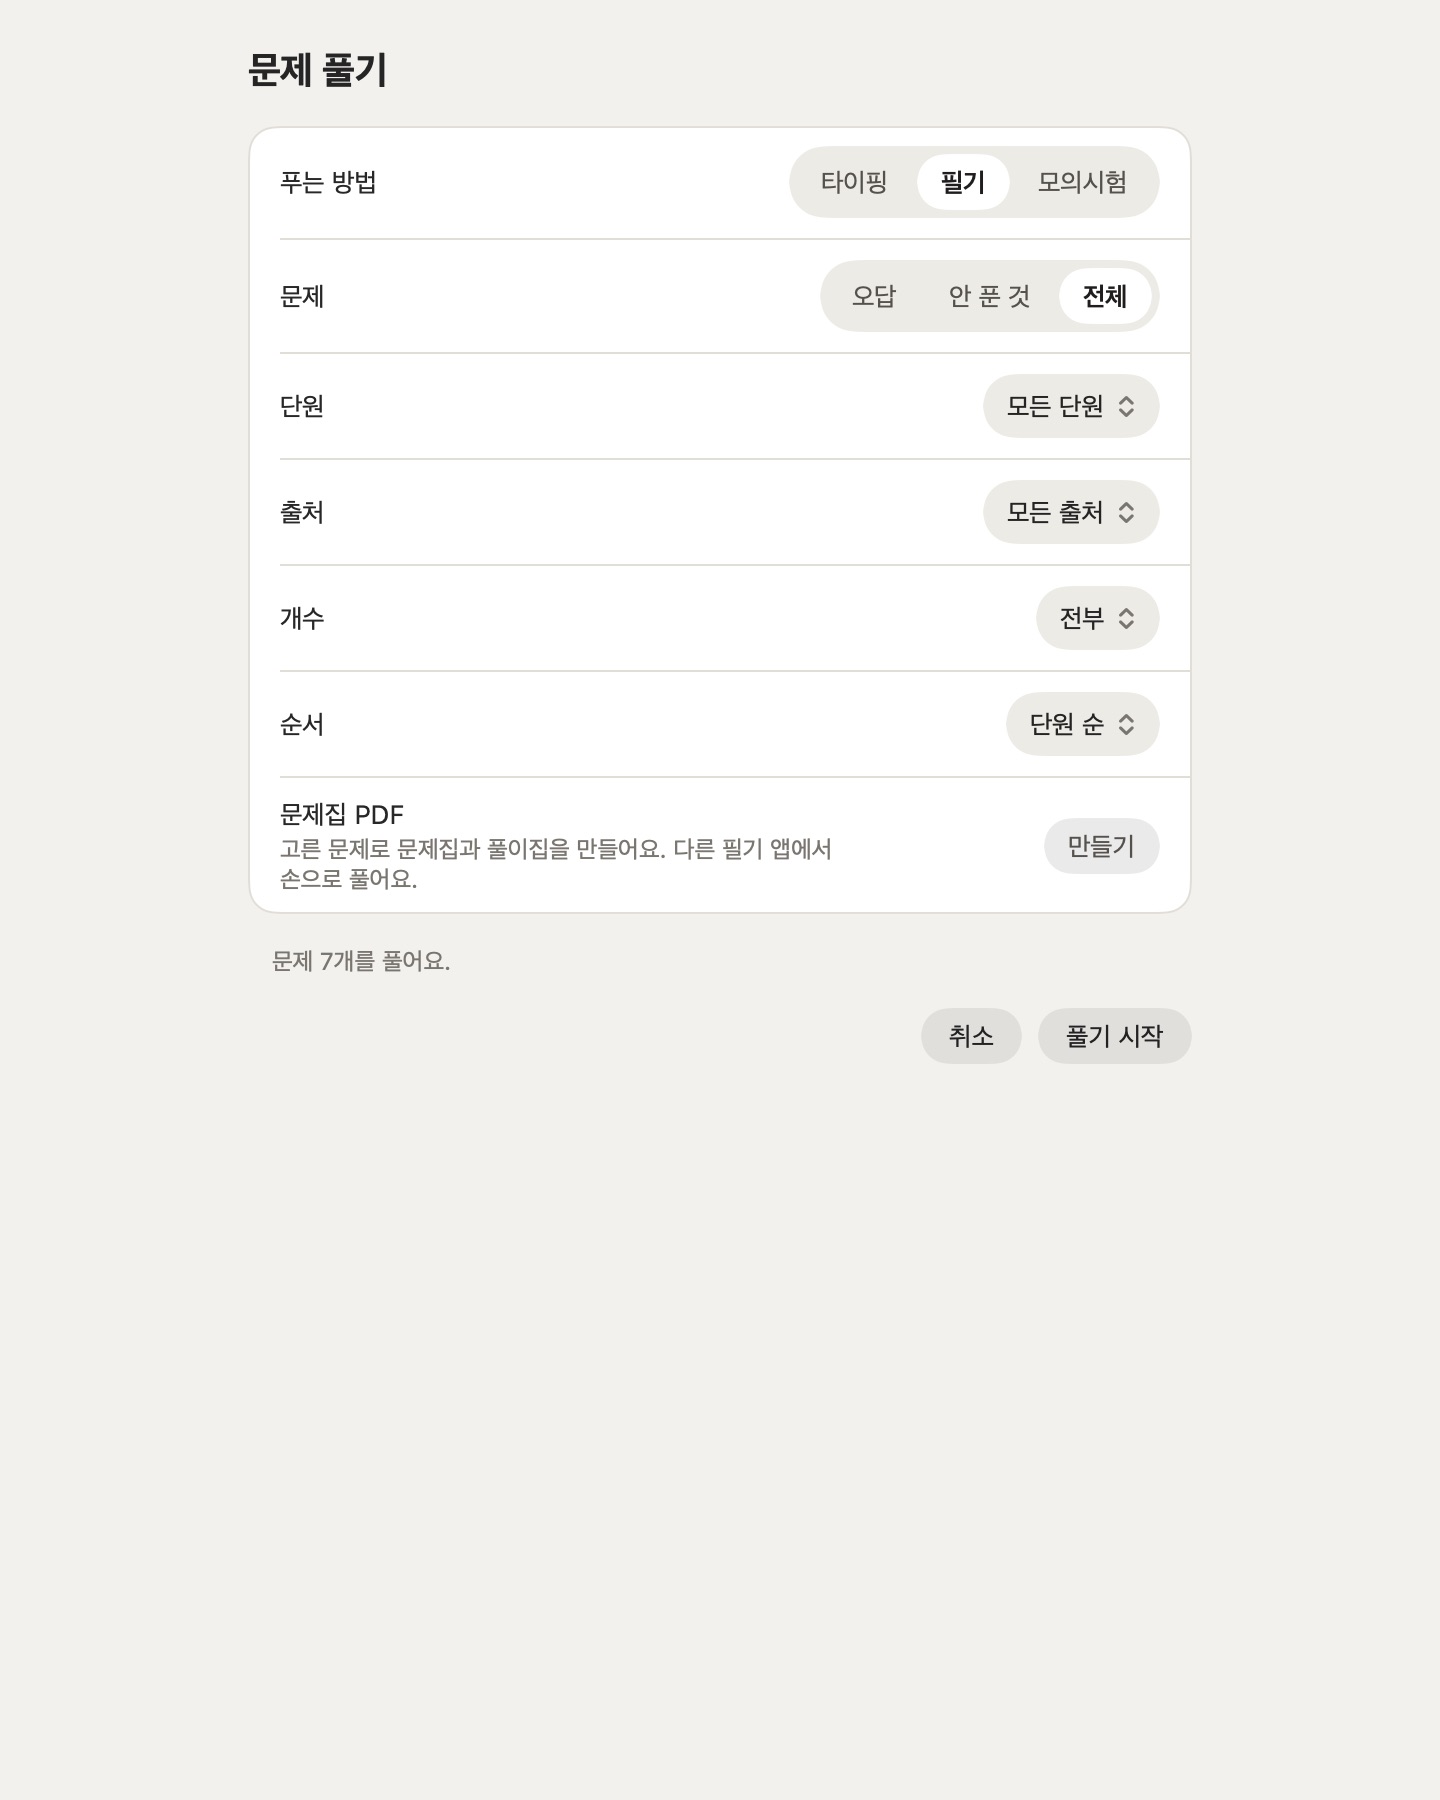 문제 풀기
푸는 방법
타이핑 필기 모의시험
문제
오답 안 푼 것 전체
단원
모든 단원
출처
모든 출처
개수
전부
순서
단원 순
문제집 PDF
고른 문제로 문제집과 풀이집을 만들어요. 다른 필기 앱에서
손으로 풀어요.
만들기
문제 7개를 풀어요.
취소 풀기 시작